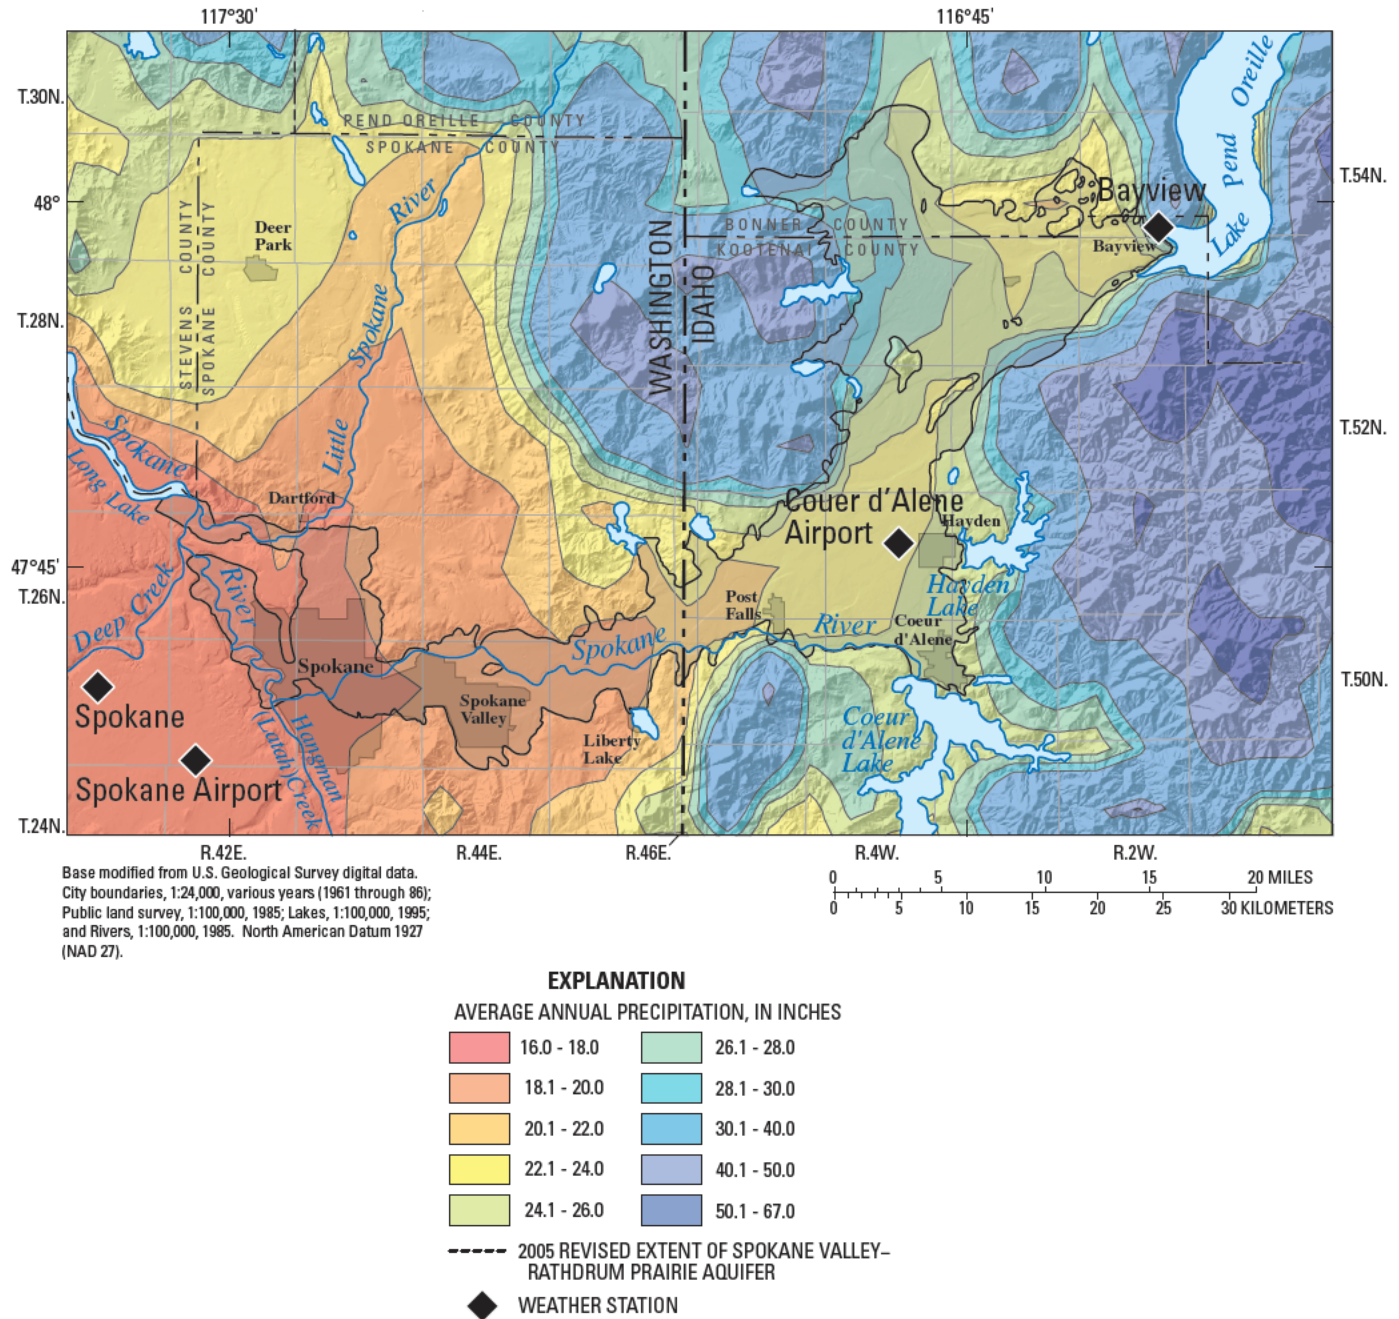 117°30'
116°45'
T.30N.
48°
T.28N.
47°45'
T.26N.
T.24N.
T.54N.
T.52N.
T.50N.
PEND OREILLE COUNTY
SPOKANE COUNTY
STEVENS COUNTY
SPOKANE COUNTY
WASHINGTON
IDAHO
BONNER COUNTY
KOOTENAI COUNTY
Deer
Park
Little Spokane River
Lake Pend Oreille
Bayview
Bayview
Spokane
Long Lake
Dartford
Deep Creek
River
Spokane
Spokane
Valley
Spokane River
Liberty
Lake
Hangman
(Latah)Creek
Creek
Spokane
Spokane Airport
Couer d'Alene
Airport
Hayden
Hayden
Lake
Post
Falls
Coeur
d'Alene
Coeur
d'Alene
Lake
R.42E.
R.44E.
R.46E.
R.4W.
R.2W.
0 5 10 15 20 MILES
0 5 10 15 20 25 30 KILOMETERS
Base modified from U.S. Geological Survey digital data.
City boundaries, 1:24,000, various years (1961 through 86);
Public land survey, 1:100,000, 1985; Lakes, 1:100,000, 1995;
and Rivers, 1:100,000, 1985. North American Datum 1927
(NAD 27).
EXPLANATION
AVERAGE ANNUAL PRECIPITATION, IN INCHES
16.0 - 18.0
18.1 - 20.0
20.1 - 22.0
22.1 - 24.0
24.1 - 26.0
26.1 - 28.0
28.1 - 30.0
30.1 - 40.0
40.1 - 50.0
50.1 - 67.0
2005 REVISED EXTENT OF SPOKANE VALLEY–
RATHDRUM PRAIRIE AQUIFER
WEATHER STATION